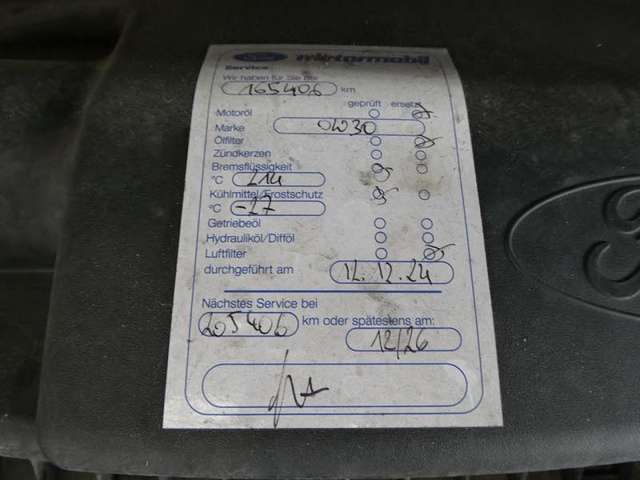 Service
Wir haben für Sie bei
165406 km
geprüft ersetzt
Motoröl
Marke 0W30
Ölfilter
Zündkerzen
Bremsflüssigkeit
°C 214
Kühlmittel/Frostschutz
°C -27
Getriebeöl
Hydrauliköl/Difföl
Luftfilter
durchgeführt am 12.12.24
Nächstes Service bei
205406 km oder spätestens am:
12/26